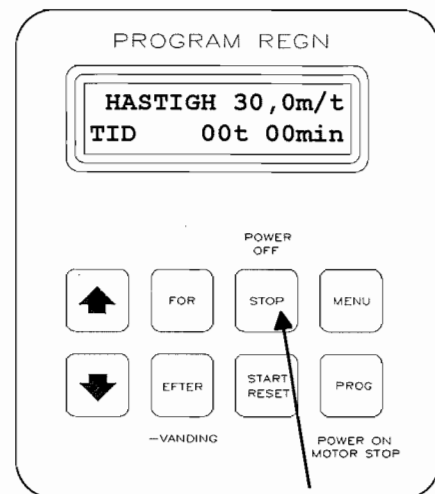 PROGRAM REGN
HASTIGH 30,0m/t
TID 00t 00min
POWER
OFF
FOR
STOP
MENU
EFTER
START
RESET
PROG
-VANDING
POWER ON
MOTOR STOP